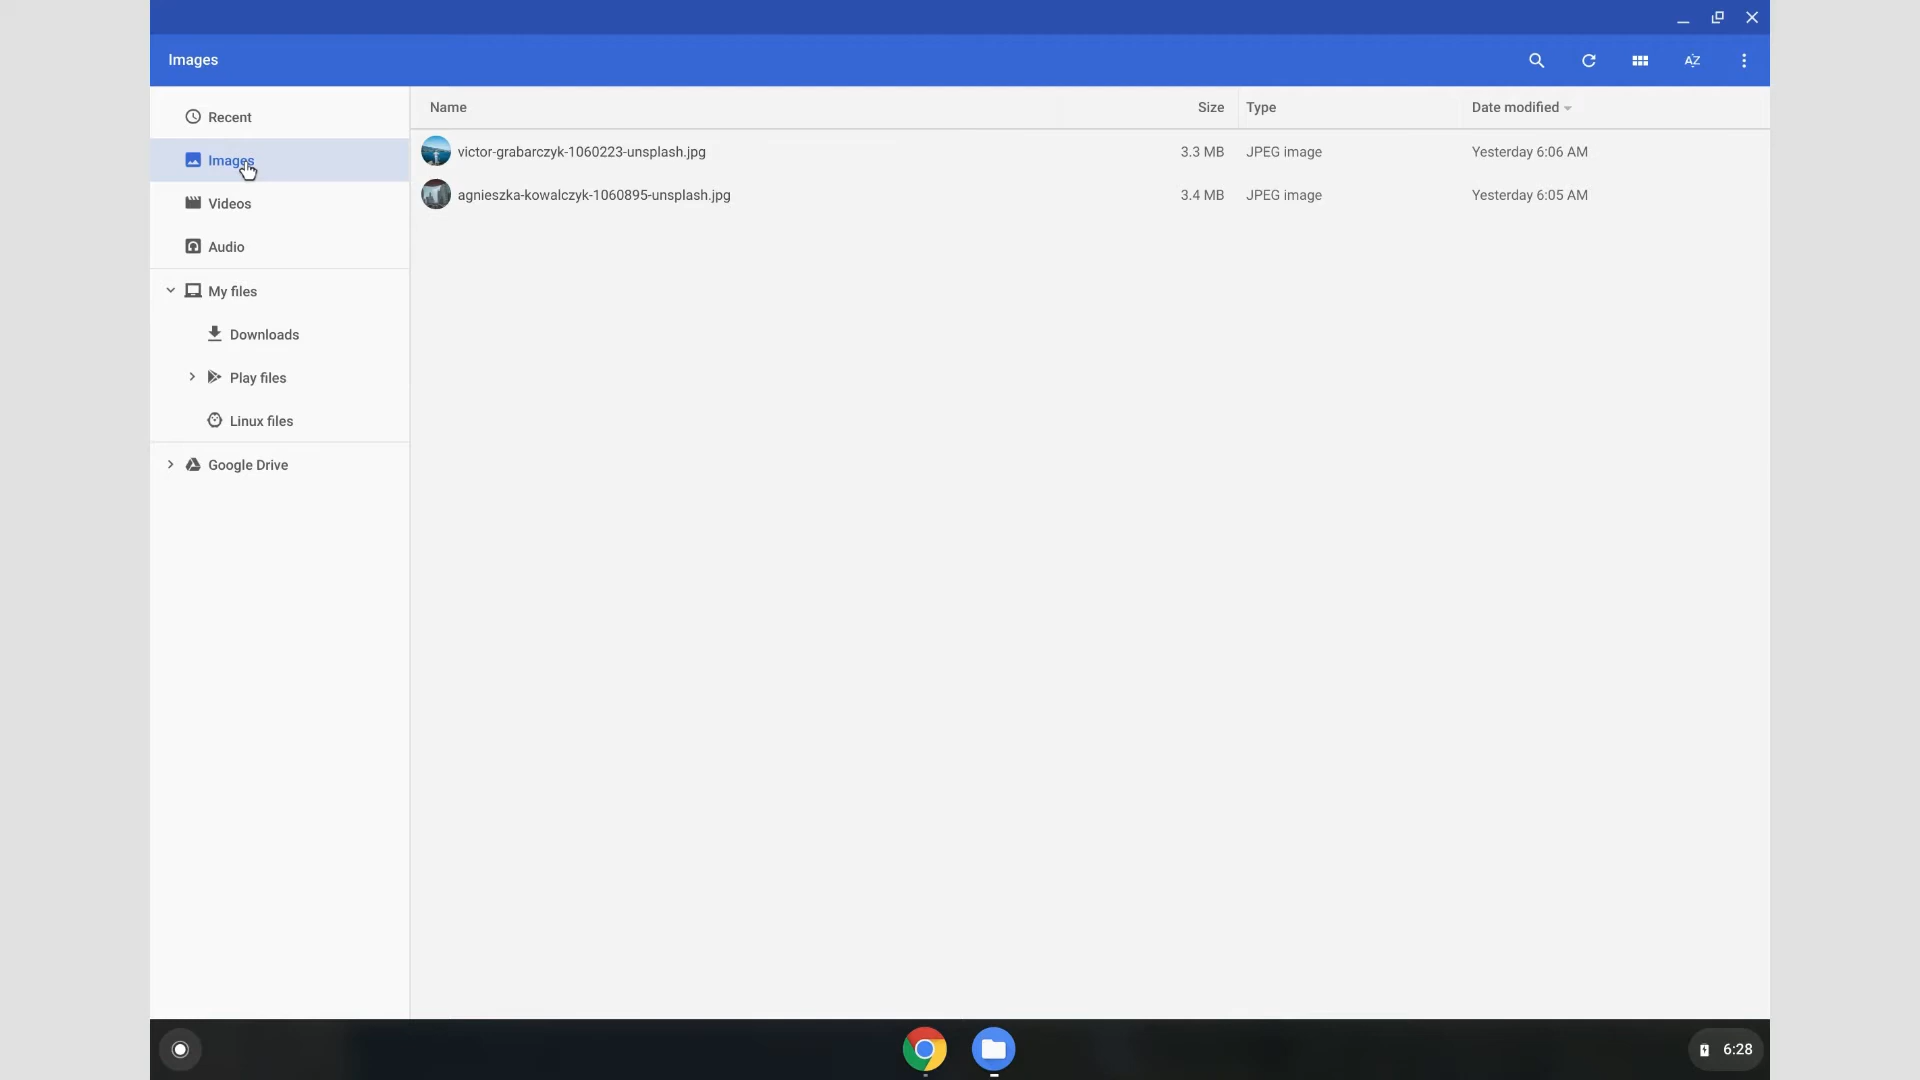 Images
AZ
Recent
Images
Videos
Audio
My files
Downloads
Play files
Linux files
Google Drive
Name Size Type Date modified
victor-grabarczyk-1060223-unsplash.jpg 3.3 MB JPEG image Yesterday 6:06 AM
agnieszka-kowalczyk-1060895-unsplash.jpg 3.4 MB JPEG image Yesterday 6:05 AM
6:28